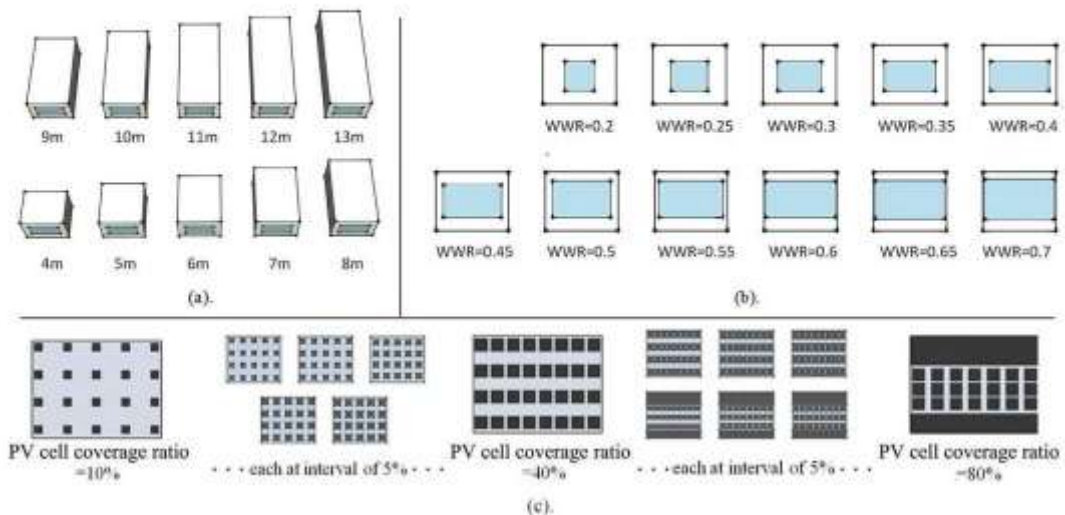 9m 10m 11m 12m 13m
4m 5m 6m 7m 8m
(a).
WWR=0.2 WWR=0.25 WWR=0.3 WWR=0.35 WWR=0.4
WWR=0.45 WWR=0.5 WWR=0.55 WWR=0.6 WWR=0.65 WWR=0.7
(b).
PV cell coverage ratio
=10%
· · · · each at interval of 5% · · · ·
PV cell coverage ratio
=40%
· · · · each at interval of 5% · · · ·
PV cell coverage ratio
=80%
(c).